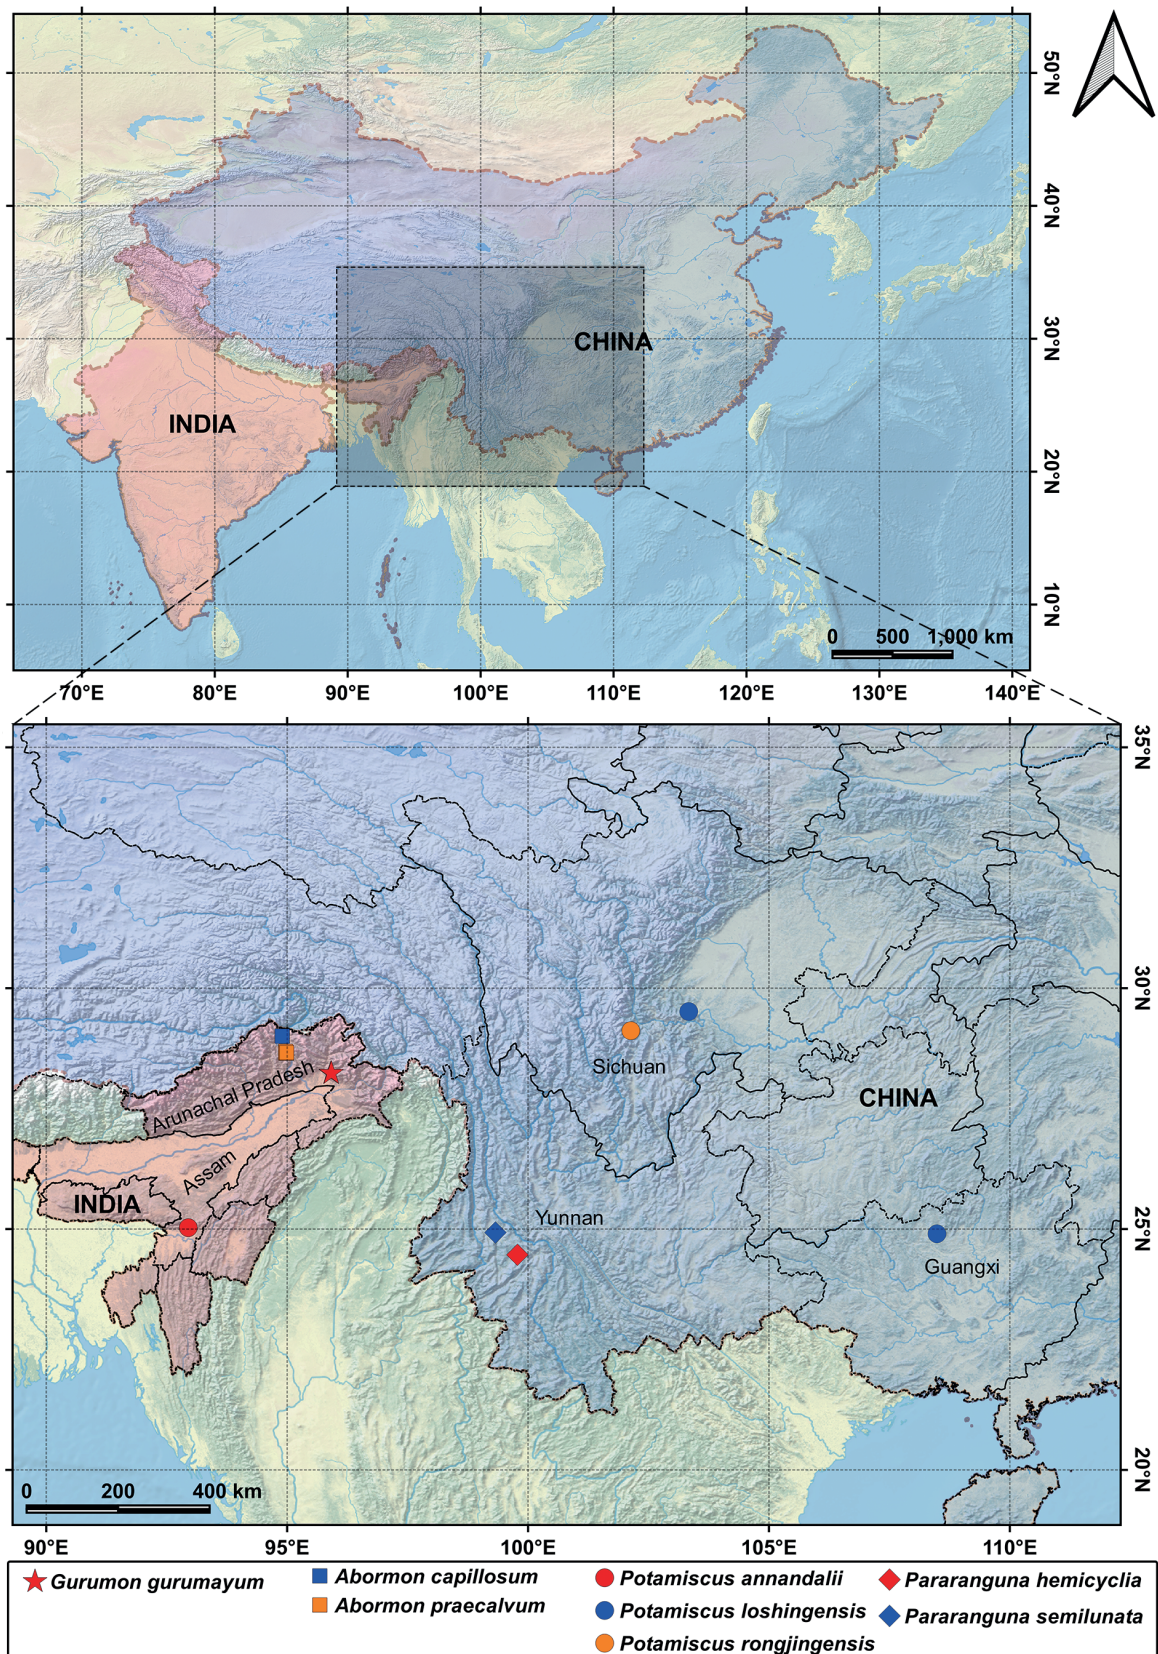 50°N
40°N
CHINA
30°N
INDIA
20°N
10°N
0 500 1,000 km
70°E 80°E 90°E 100°E 110°E 120°E 130°E 140°E
35°N
30°N
Sichuan
Arunachal Pradesh
CHINA
Assam
INDIA
Yunnan
25°N
Guangxi
20°N
0 200 400 km
90°E 95°E 100°E 105°E 110°E
Gurumon gurumayum
Abormon capillosum
Abormon praecalvum
Potamiscus annandalii
Potamiscus loshingensis
Potamiscus rongjingensis
Pararanguna hemicyclia
Pararanguna semilunata